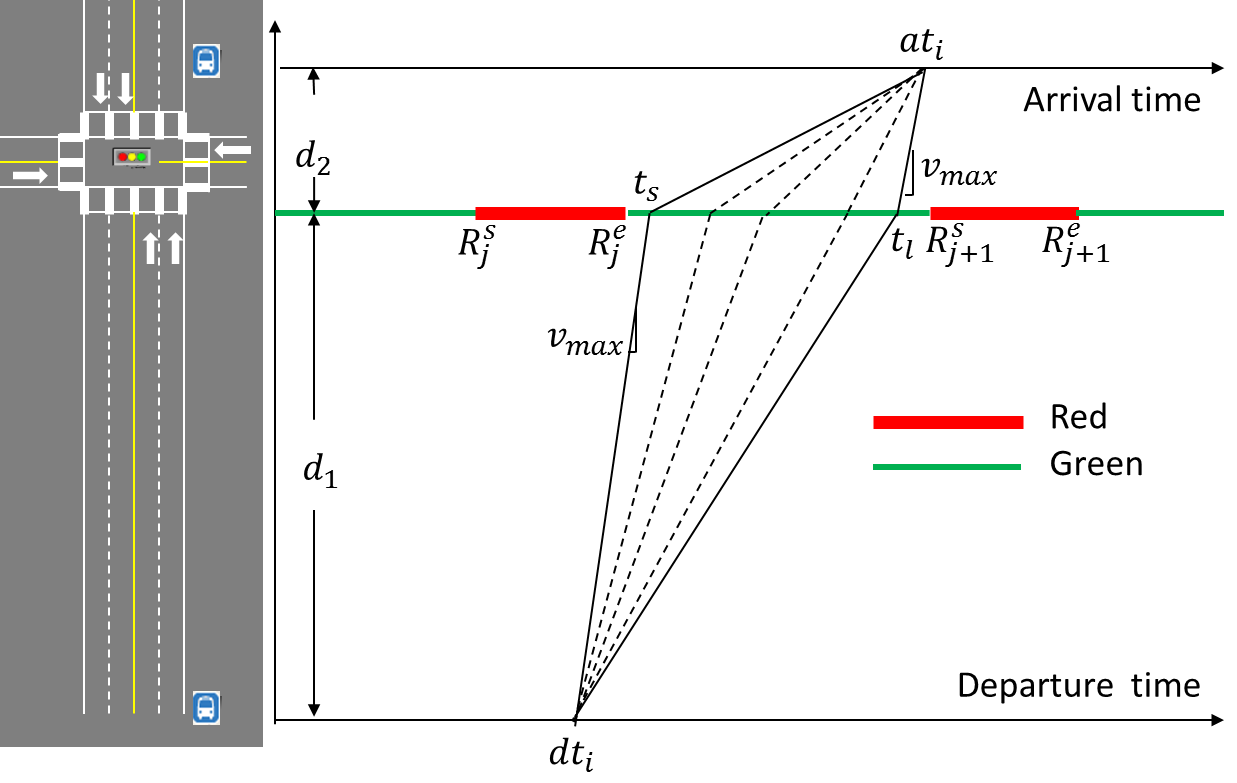 at_i
Arrival time
d_2
t_s
v_max
R_j^s
R_j^e
t_l
R_{j+1}^s
R_{j+1}^e
v_max
Red
Green
d_1
Departure time
dt_i